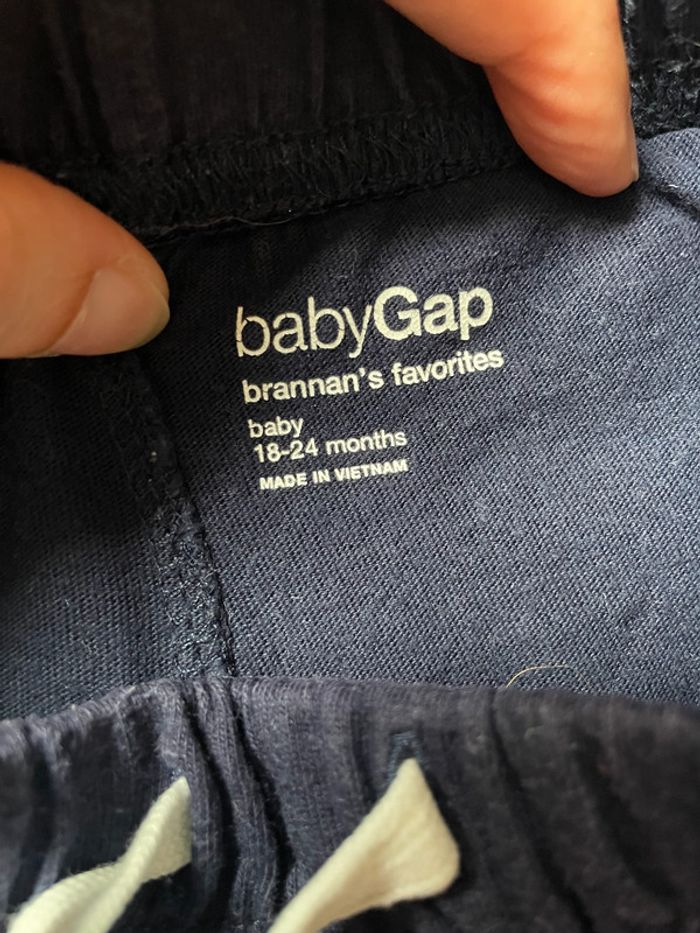 babyGap
brannan's favorites
baby
18-24 months
MADE IN VIETNAM